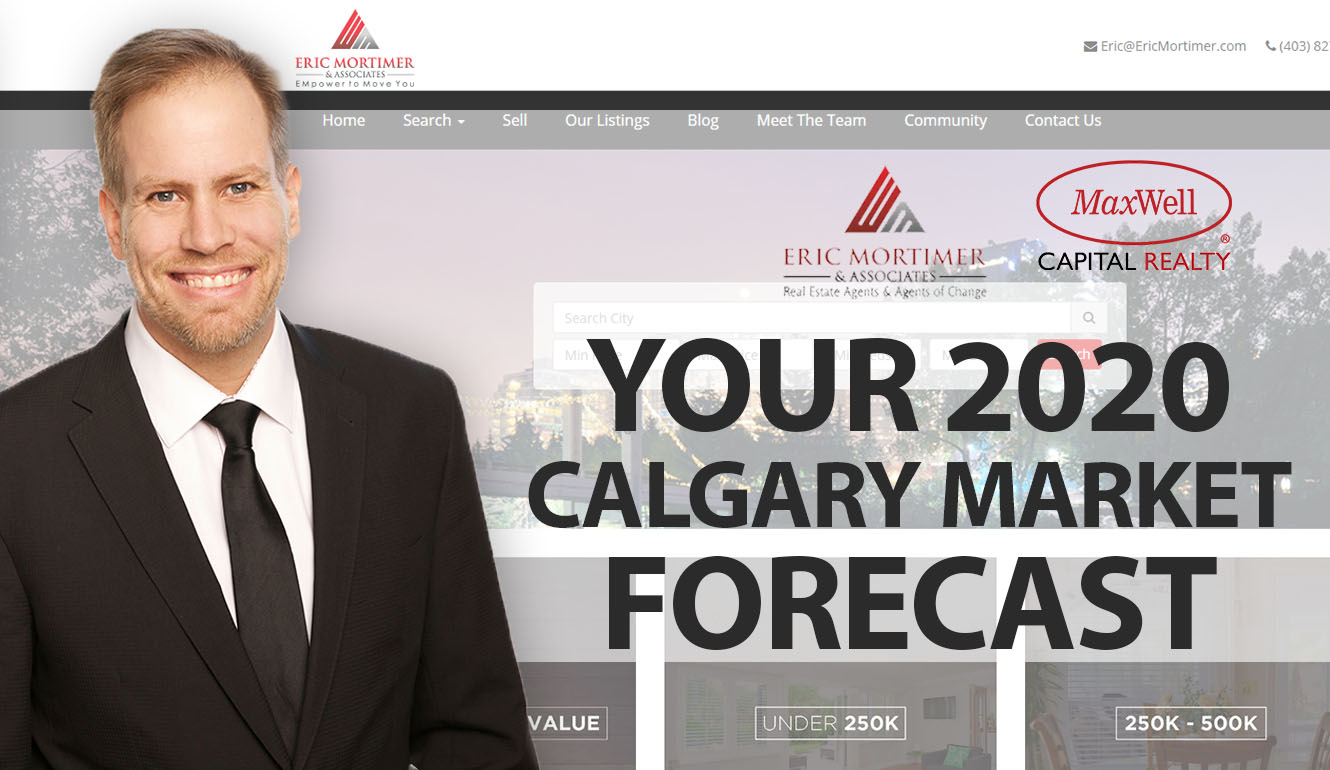 ERIC MORTIMER
& ASSOCIATES
EMpower to Move You
Eric@EricMortimer.com
(403) 82
Home Search Sell Our Listings Blog Meet The Team Community Contact Us
ERIC MORTIMER
& ASSOCIATES
Real Estate Agents & Agents of Change
MaxWell
®
CAPITAL REALTY
Search City
YOUR 2020
CALGARY MARKET
FORECAST
VALUE
UNDER 250K
250K - 500K